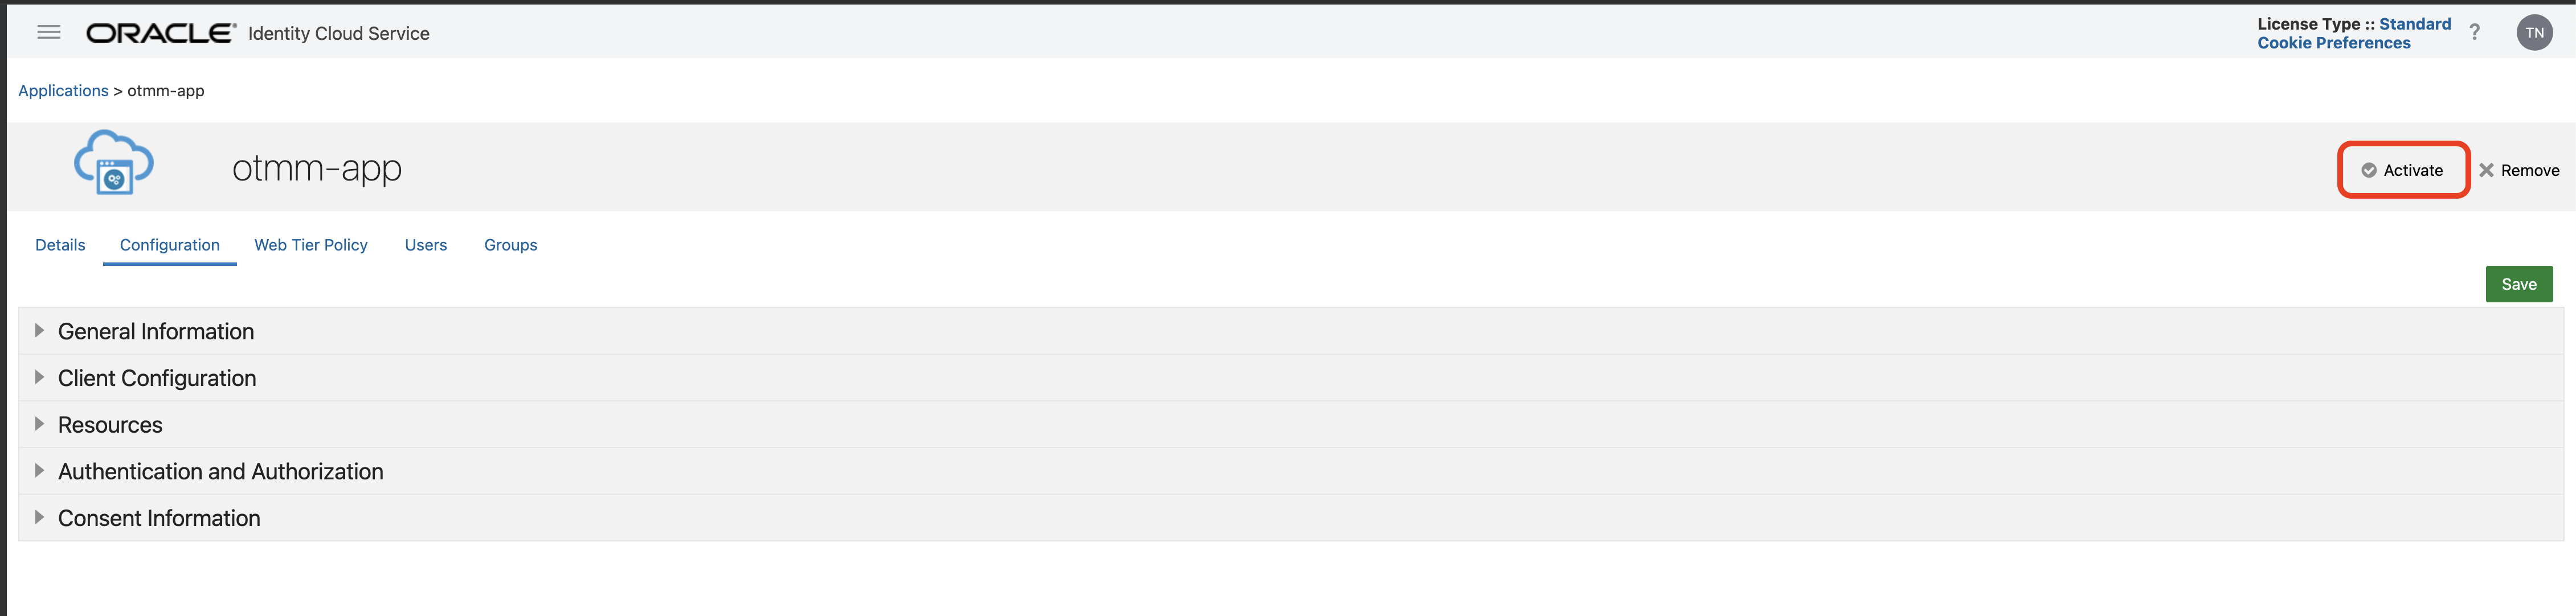 ORACLE® Identity Cloud Service
License Type :: Standard
Cookie Preferences
?
TN
Applications > otmm-app
otmm-app
Activate
Remove
Details Configuration Web Tier Policy Users Groups
Save
General Information
Client Configuration
Resources
Authentication and Authorization
Consent Information